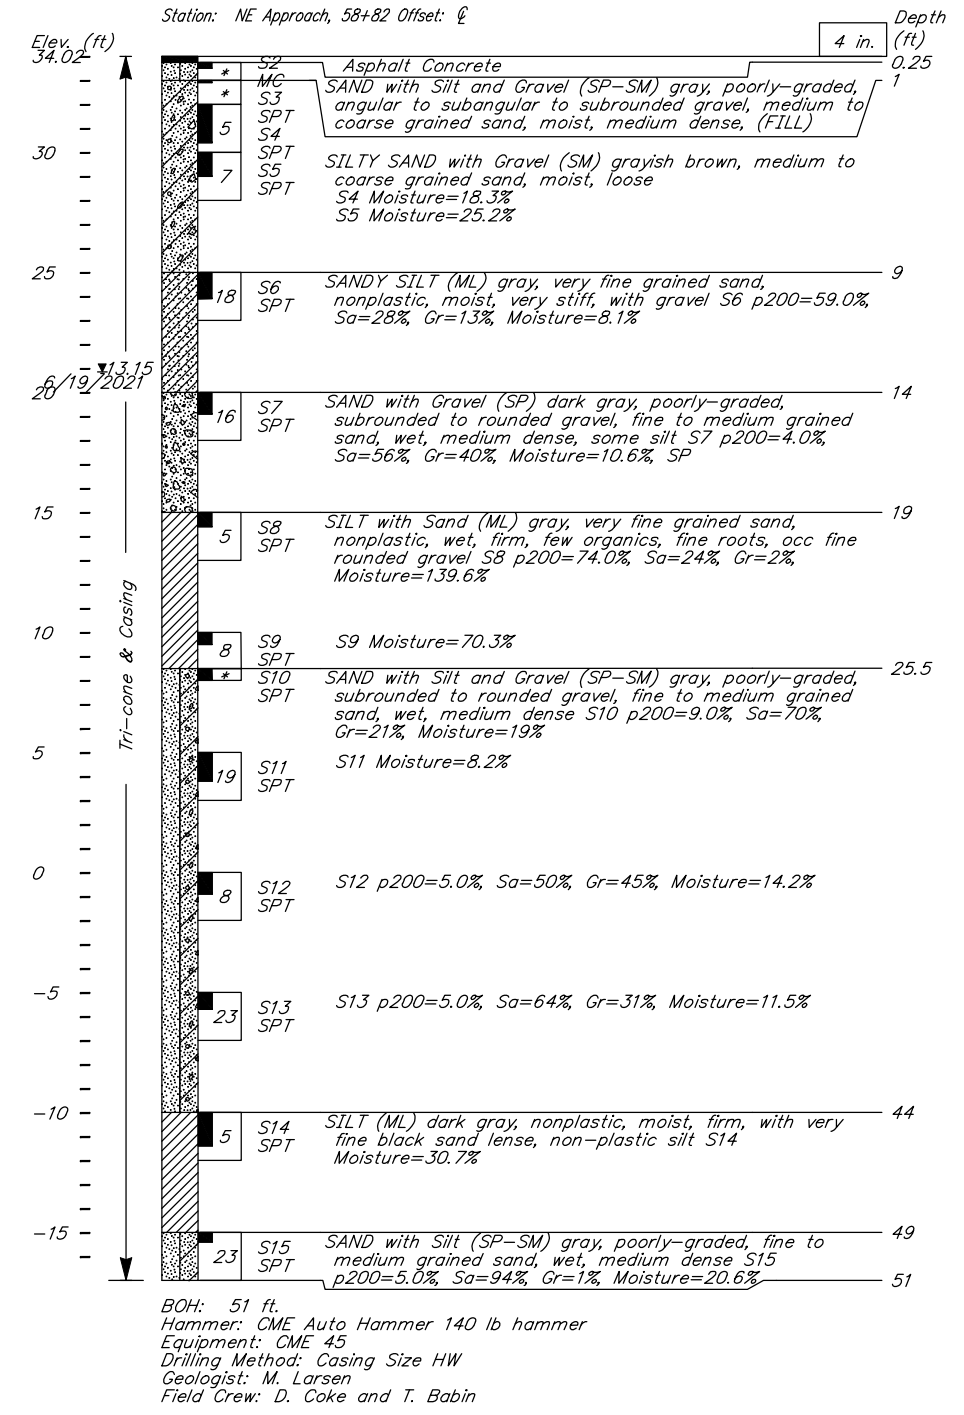 Station: NE Approach, 58+82 Offset: ℄
Depth
(ft)
Elev. (ft)
34.02
4 in.
S2
* Asphalt Concrete 0.25
MC
SAND with Silt and Gravel (SP-SM) gray, poorly-graded, 1
* S3
angular to subangular to subrounded gravel, medium to
SPT
coarse grained sand, moist, medium dense, (FILL)
5 S4
SPT
30
SILTY SAND with Gravel (SM) grayish brown, medium to
7 S5
coarse grained sand, moist, loose
SPT
S4 Moisture=18.3%
S5 Moisture=25.2%
25 9
18 S6 SANDY SILT (ML) gray, very fine grained sand,
SPT nonplastic, moist, very stiff, with gravel S6 p200=59.0%,
Sa=28%, Gr=13%, Moisture=8.1%
13.15
6/19/2021
20 14
16 S7 SAND with Gravel (SP) dark gray, poorly-graded,
SPT subrounded to rounded gravel, fine to medium grained
sand, wet, medium dense, some silt S7 p200=4.0%,
Sa=56%, Gr=40%, Moisture=10.6%, SP
15 19
5 S8 SILT with Sand (ML) gray, very fine grained sand,
SPT nonplastic, wet, firm, few organics, fine roots, occ fine
rounded gravel S8 p200=74.0%, Sa=24%, Gr=2%,
Moisture=139.6%
Tri-cone & Casing
10
8 S9 S9 Moisture=70.3%
SPT
25.5
* S10 SAND with Silt and Gravel (SP-SM) gray, poorly-graded,
SPT subrounded to rounded gravel, fine to medium grained
sand, wet, medium dense S10 p200=9.0%, Sa=70%,
Gr=21%, Moisture=19%
5
19 S11 S11 Moisture=8.2%
SPT
0
8 S12 S12 p200=5.0%, Sa=50%, Gr=45%, Moisture=14.2%
SPT
-5
23 S13 S13 p200=5.0%, Sa=64%, Gr=31%, Moisture=11.5%
SPT
-10 44
5 S14 SILT (ML) dark gray, nonplastic, moist, firm, with very
SPT fine black sand lense, non-plastic silt S14
Moisture=30.7%
-15 49
23 S15 SAND with Silt (SP-SM) gray, poorly-graded, fine to
SPT medium grained sand, wet, medium dense S15
p200=5.0%, Sa=94%, Gr=1%, Moisture=20.6%
51
BOH: 51 ft.
Hammer: CME Auto Hammer 140 lb hammer
Equipment: CME 45
Drilling Method: Casing Size HW
Geologist: M. Larsen
Field Crew: D. Coke and T. Babin